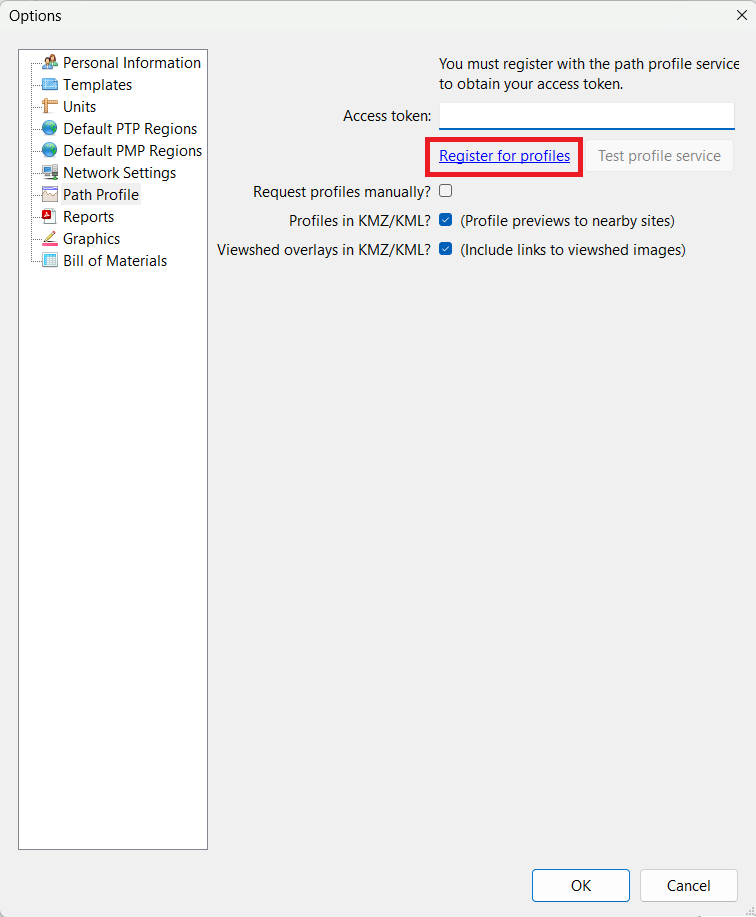 Options
Personal Information
Templates
Units
Default PTP Regions
Default PMP Regions
Network Settings
Path Profile
Reports
Graphics
Bill of Materials
You must register with the path profile service
to obtain your access token.
Access token:
Register for profiles
Test profile service
Request profiles manually?
Profiles in KMZ/KML? (Profile previews to nearby sites)
Viewshed overlays in KMZ/KML? (Include links to viewshed images)
OK
Cancel